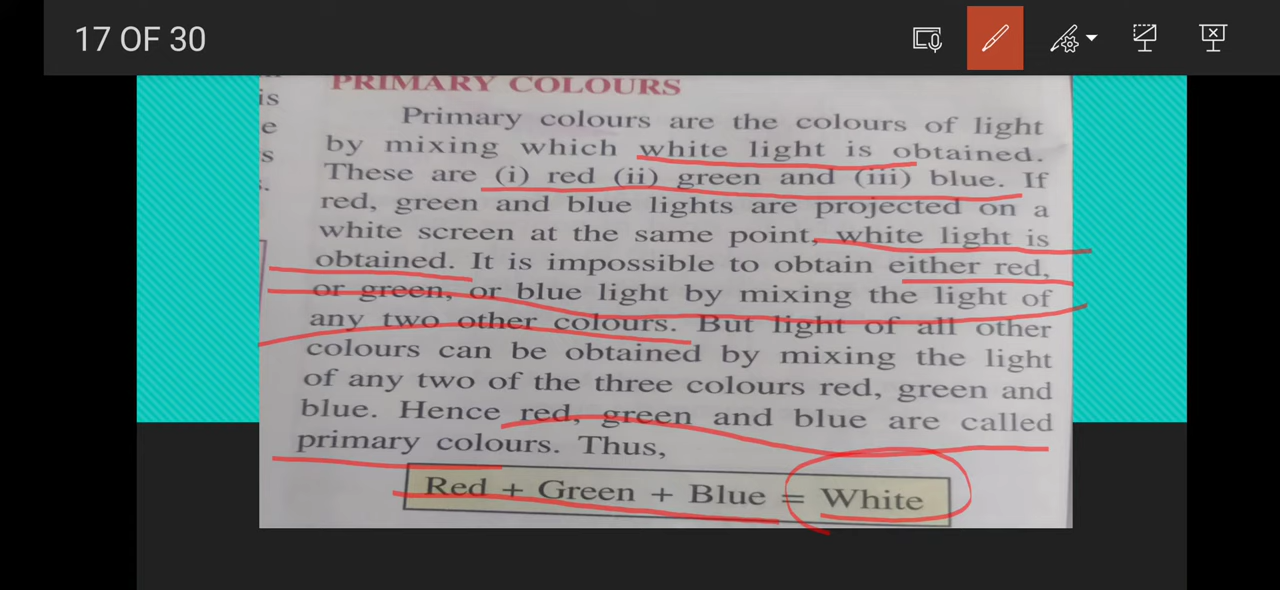 17 OF 30
is
e
s
PRIMARY COLOURS
Primary colours are the colours of light
by mixing which white light is obtained.
These are (i) red (ii) green and (iii) blue. If
red, green and blue lights are projected on a
white screen at the same point, white light is
obtained. It is impossible to obtain either red,
or green, or blue light by mixing the light of
any two other colours. But light of all other
colours can be obtained by mixing the light
of any two of the three colours red, green and
blue. Hence red, green and blue are called
primary colours. Thus,
Red + Green + Blue = White